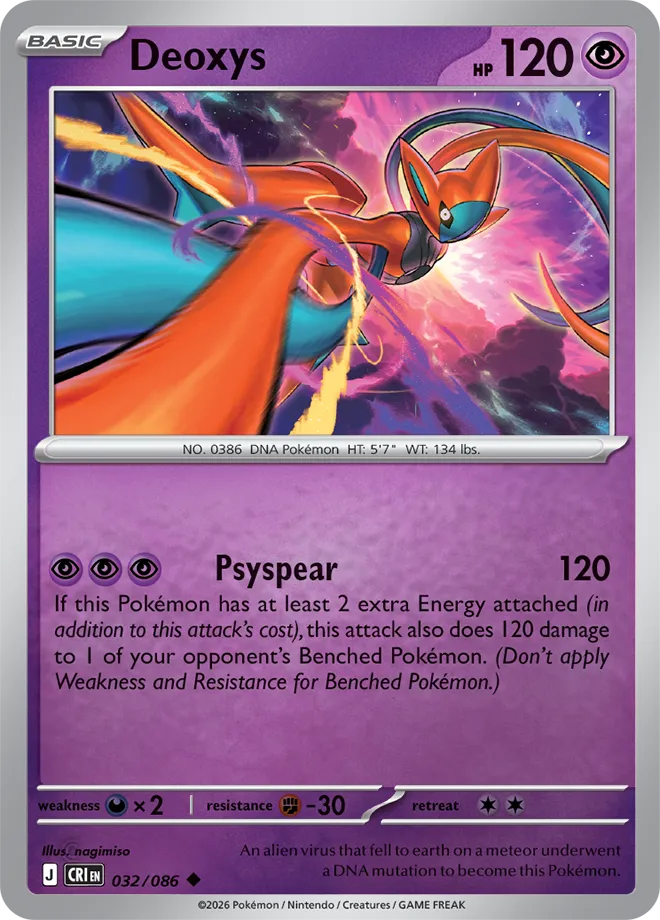 BASIC
Deoxys
HP 120
NO. 0386 DNA Pokémon HT: 5'7" WT: 134 lbs.
Psyspear 120
If this Pokémon has at least 2 extra Energy attached (in
addition to this attack's cost), this attack also does 120 damage
to 1 of your opponent's Benched Pokémon. (Don't apply
Weakness and Resistance for Benched Pokémon.)
weakness ×2 resistance -30 retreat
Illus. nagimiso
An alien virus that fell to earth on a meteor underwent
a DNA mutation to become this Pokémon.
J CRI EN 032/086
©2026 Pokémon / Nintendo / Creatures / GAME FREAK